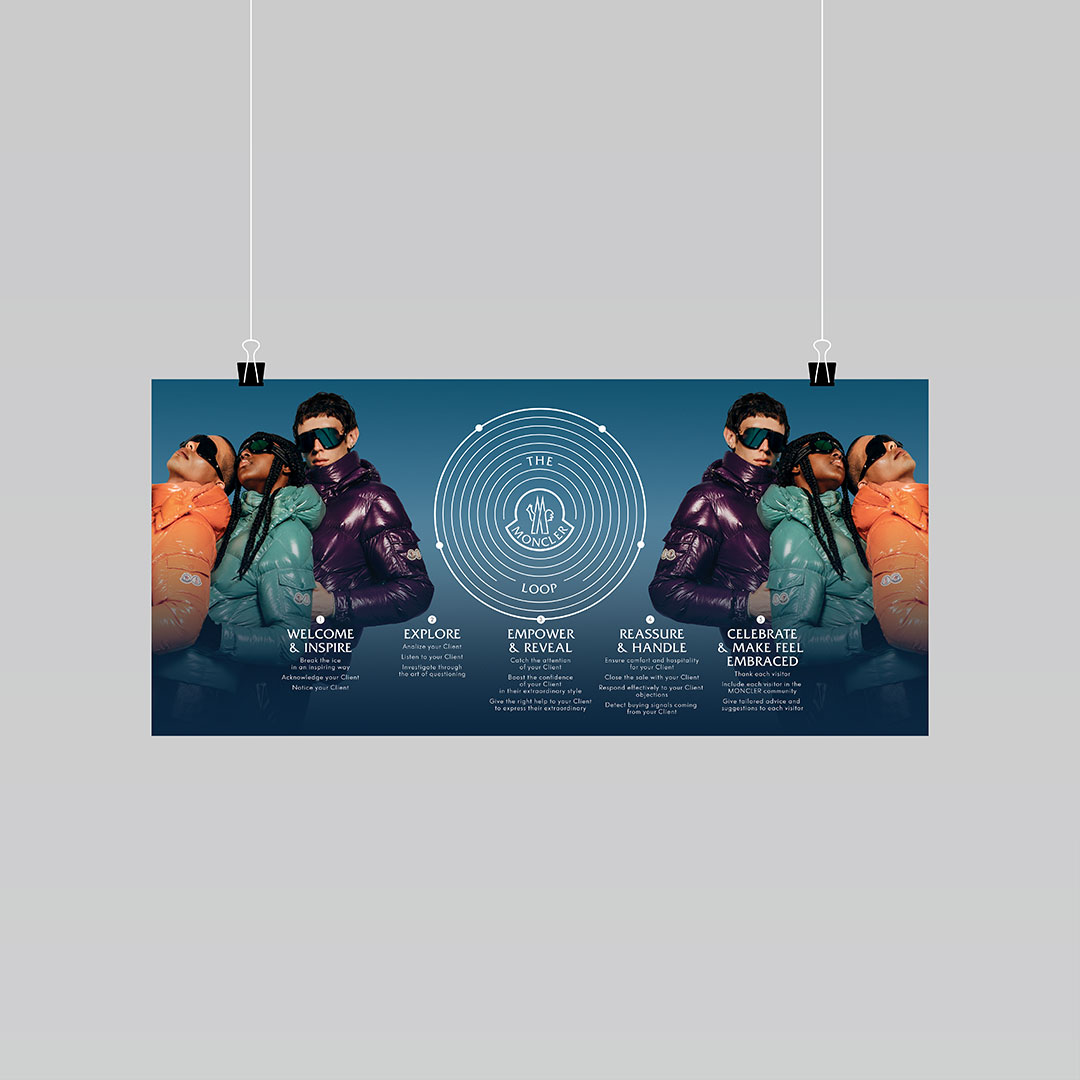 THE
MONCLER
LOOP
1
WELCOME
& INSPIRE
Break the ice
in an inspiring way
Acknowledge your Client
Notice your Client
2
EXPLORE
Analize your Client
Listen to your Client
Investigate through
the art of questioning
3
EMPOWER
& REVEAL
Catch the attention
of your Client
Boost the confidence
of your Client
in their extraordinary style
Give the right help to your Client
to express their extraordinary
4
REASSURE
& HANDLE
Ensure comfort and hospitality
for your Client
Close the sale with your Client
Respond effectively to your Client
objections
Detect buying signals coming
from your Client
5
CELEBRATE
& MAKE FEEL
EMBRACED
Thank each visitor
Include each visitor in the
MONCLER community
Give tailored advice and
suggestions to each visitor